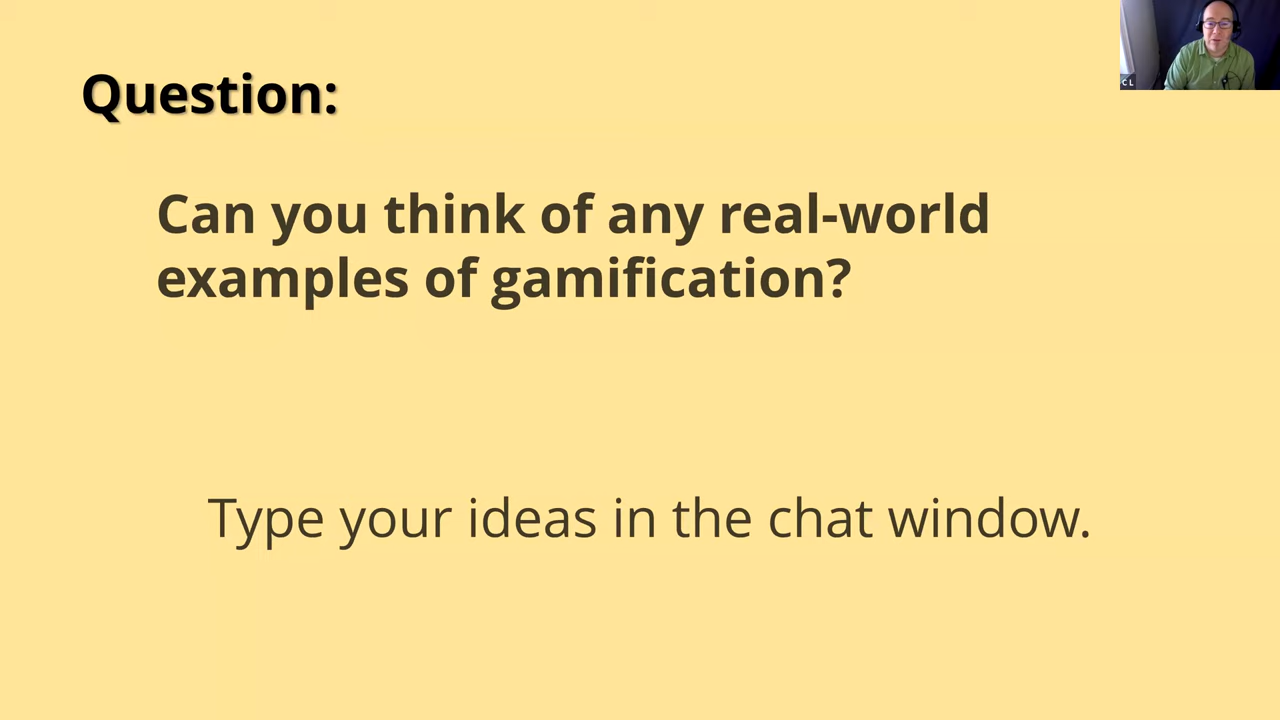 Question:
Can you think of any real-world
examples of gamification?
Type your ideas in the chat window.
C L